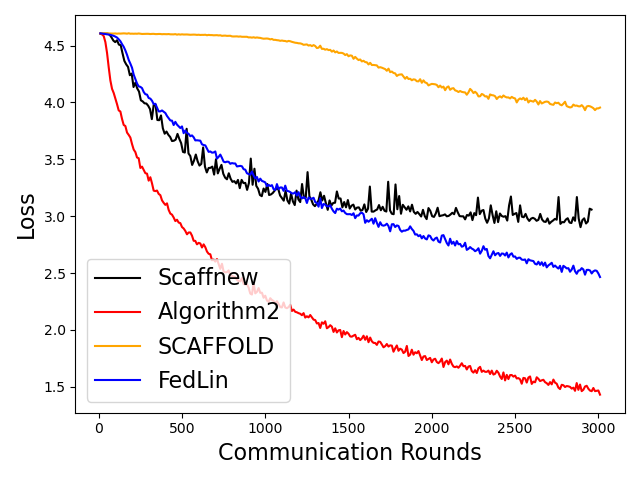 4.5
4.0
3.5
3.0
2.5
2.0
1.5
Loss
Scaffnew
Algorithm2
SCAFFOLD
FedLin
0 500 1000 1500 2000 2500 3000
Communication Rounds